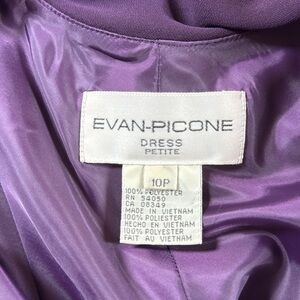 EVAN-PICONE
DRESS
PETITE
10P
100% POLYESTER
RN 54050
CA 08349
MADE IN VIETNAM
100% POLIESTER
HECHO EN VIETNAM
100% POLYESTER
FAIT AU VIETNAM